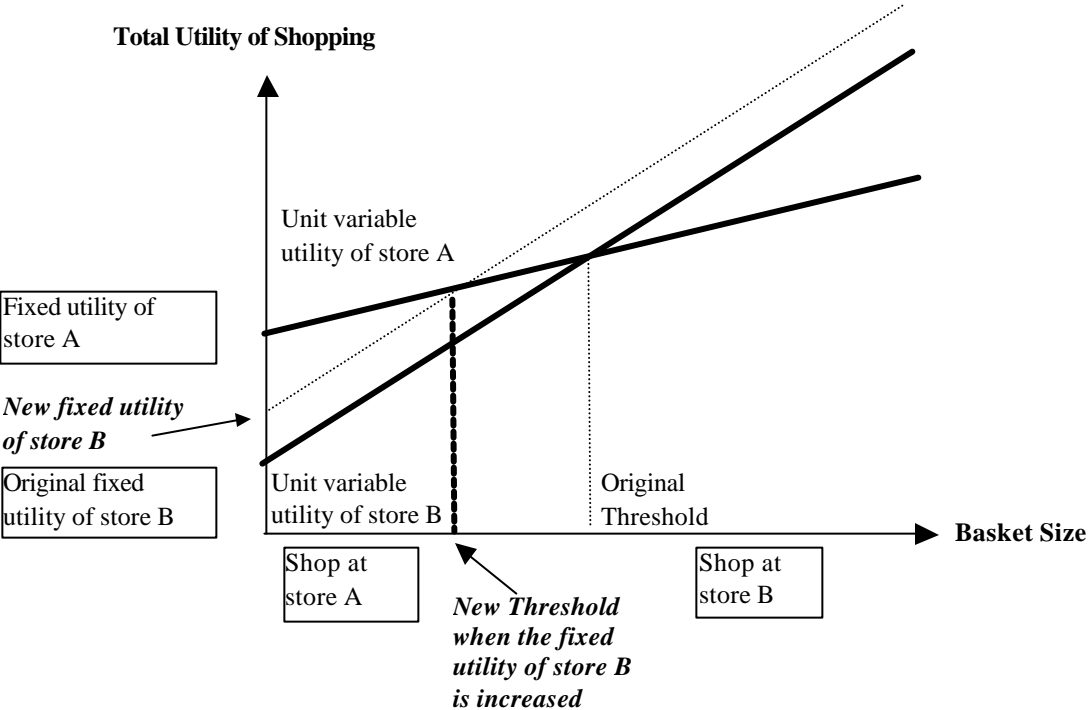 Total Utility of Shopping
Unit variable
utility of store A
Fixed utility of
store A
New fixed utility
of store B
Original fixed
utility of store B
Unit variable
utility of store B
Original
Threshold
Basket Size
Shop at
store A
Shop at
store B
New Threshold
when the fixed
utility of store B
is increased